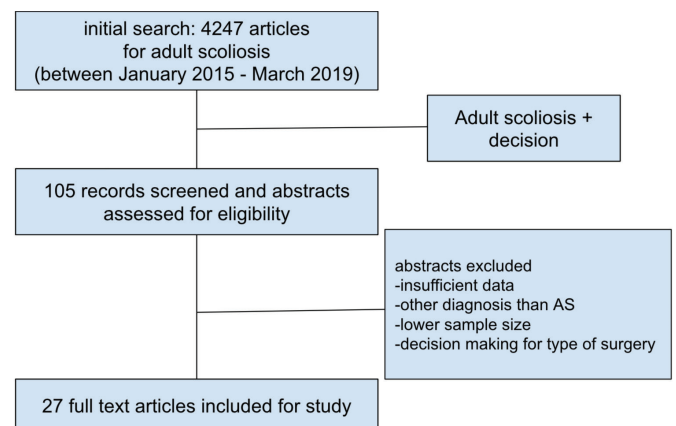 initial search: 4247 articles
for adult scoliosis
(between January 2015 - March 2019)
Adult scoliosis +
decision
105 records screened and abstracts
assessed for eligibility
abstracts excluded
-insufficient data
-other diagnosis than AS
-lower sample size
-decision making for type of surgery
27 full text articles included for study